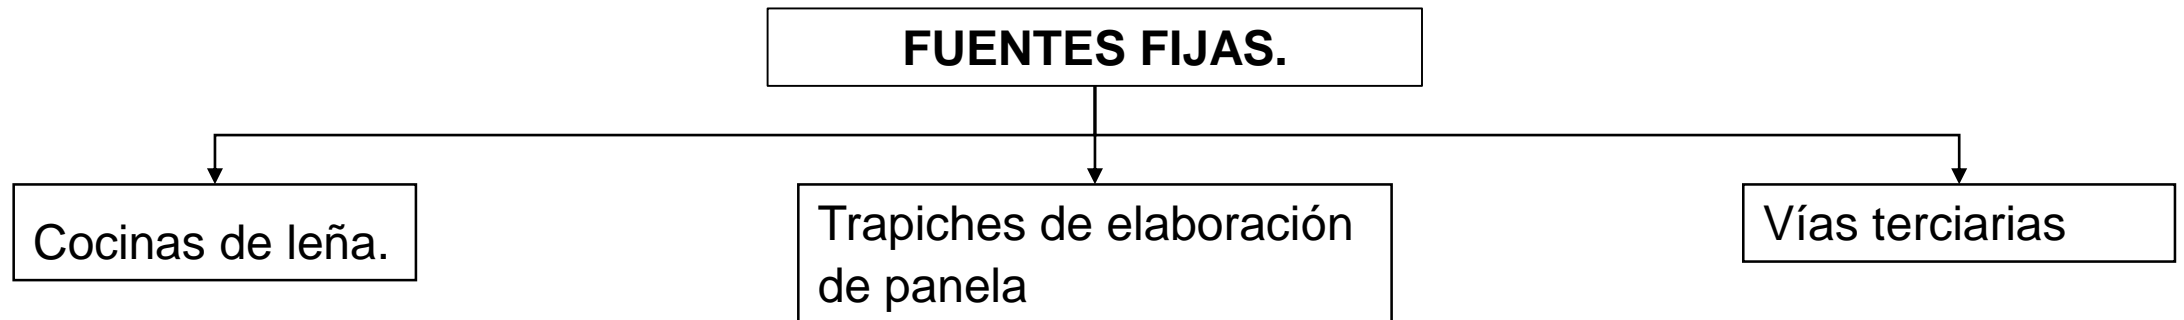 FUENTES FIJAS.
Cocinas de leña.
Trapiches de elaboración
de panela
Vías terciarias